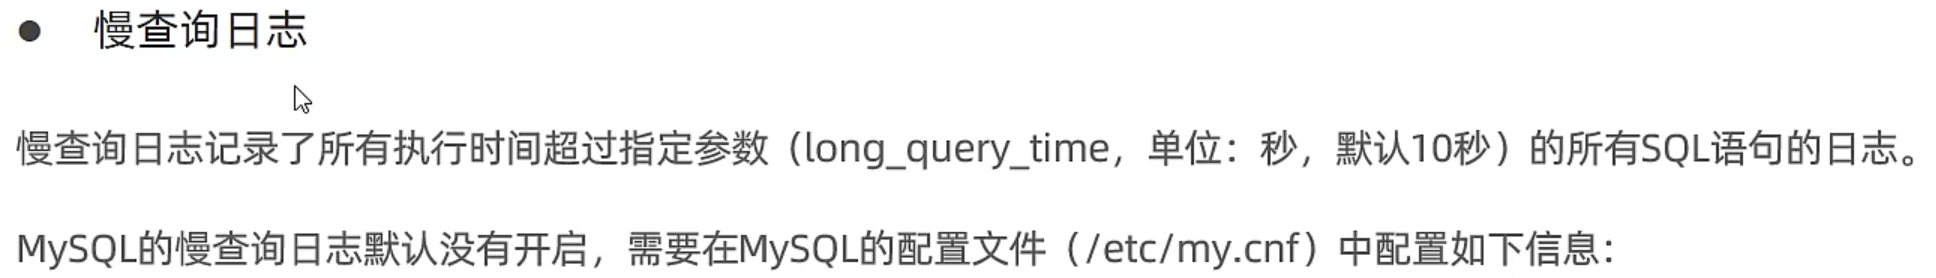 ● 慢查询日志
慢查询日志记录了所有执行时间超过指定参数（long_query_time，单位：秒，默认10秒）的所有SQL语句的日志。
MySQL的慢查询日志默认没有开启，需要在MySQL的配置文件（/etc/my.cnf）中配置如下信息：